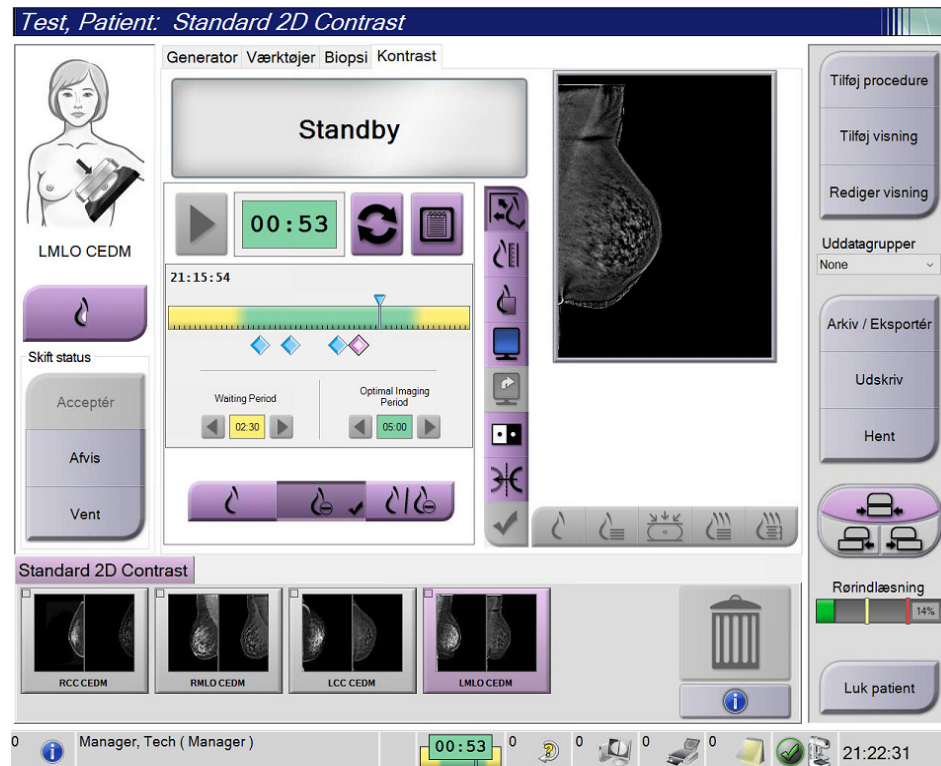 Test, Patient: Standard 2D Contrast
Generator Værktøjer Biopsi Kontrast
Standby
LMLO CEDM
00:53
21:15:54
Waiting Period
Optimal Imaging
Period
02:30
05:00
Skift status
Acceptér
Afvis
Vent
Tilføj procedure
Tilføj visning
Rediger visning
Uddatagrupper
None
Arkiv / Eksportér
Udskriv
Hent
Rørindlæsning
14%
Luk patient
Standard 2D Contrast
RCC CEDM
RMLO CEDM
LCC CEDM
LMLO CEDM
0 Manager, Tech ( Manager ) 00:53 0 0 0 0 21:22:31